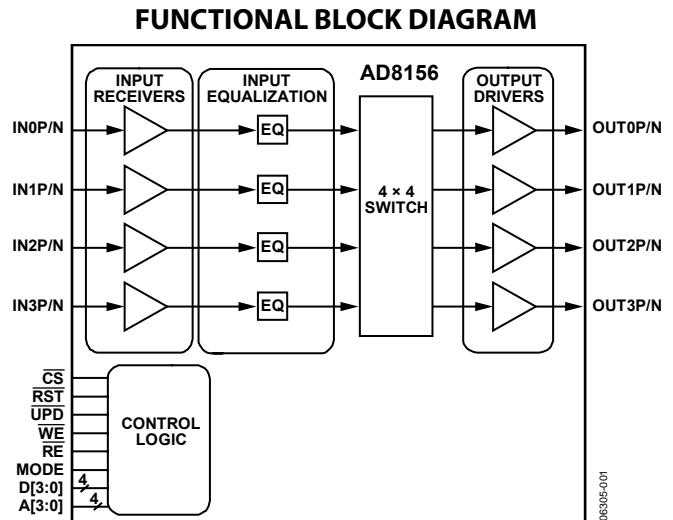 FUNCTIONAL BLOCK DIAGRAM
INPUT
RECEIVERS
INPUT
EQUALIZATION
AD8156
OUTPUT
DRIVERS
IN0P/N
EQ
OUT0P/N
IN1P/N
EQ
4 × 4
SWITCH
OUT1P/N
IN2P/N
EQ
OUT2P/N
IN3P/N
EQ
OUT3P/N
CS
RST
UPD
WE
RE
MODE
D[3:0]
4
A[3:0]
4
CONTROL
LOGIC
06305-001